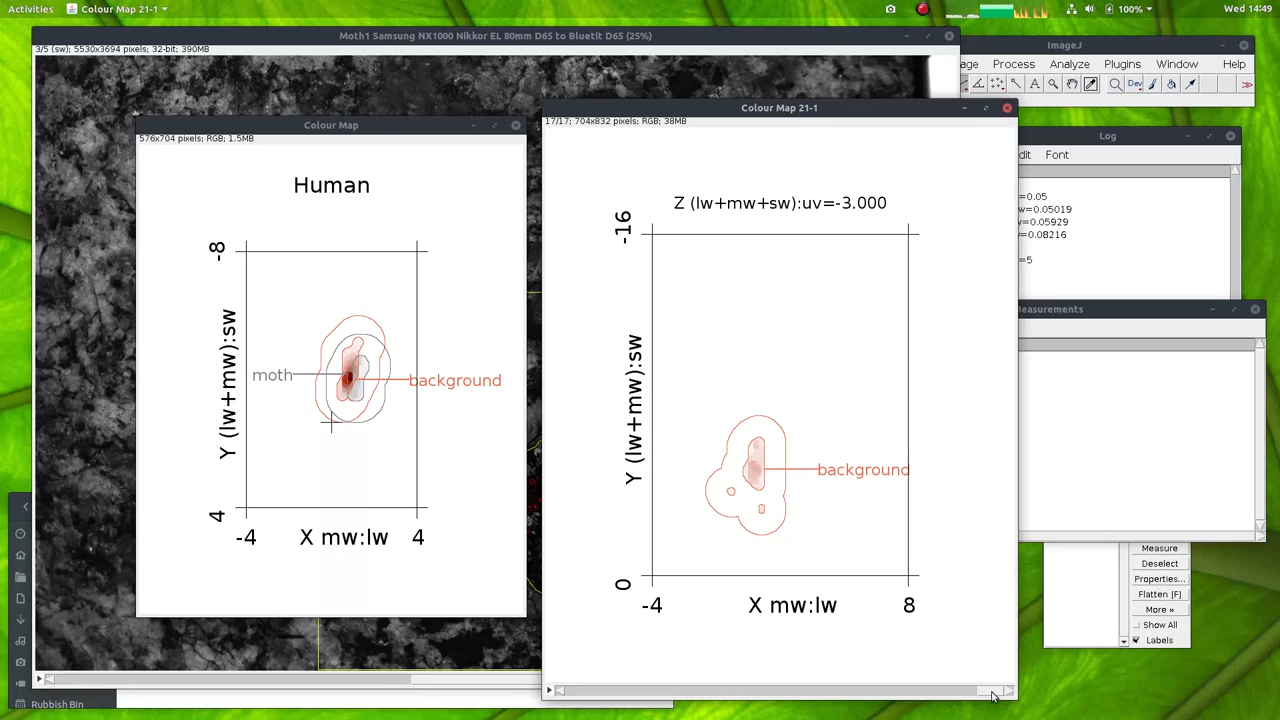 Activities
Colour Map 21-1
100%
Wed 14:49
Moth1 Samsung NX1000 Nikkor EL 80mm D65 to Bluetit D65 (25%)
3/5 (sw); 5530x3694 pixels; 32-bit; 390MB
ImageJ
age Process Analyze Plugins Window Help
Dev
Colour Map
576x704 pixels; RGB; 1.5MB
Human
-8
Y (lw+mw):sw
moth
background
4
-4
X mw:lw
4
Colour Map 21-1
17/17; 704x832 pixels; RGB; 38MB
Z (lw+mw+sw):uv=-3.000
-16
Y (lw+mw):sw
background
0
-4
X mw:lw
8
Log
dit Font
=0.05
w=0.05019
=0.05929
v=0.08216
=5
easurements
Measure
Deselect
Properties...
Flatten [F]
More »
Show All
Labels
Rubbish Bin